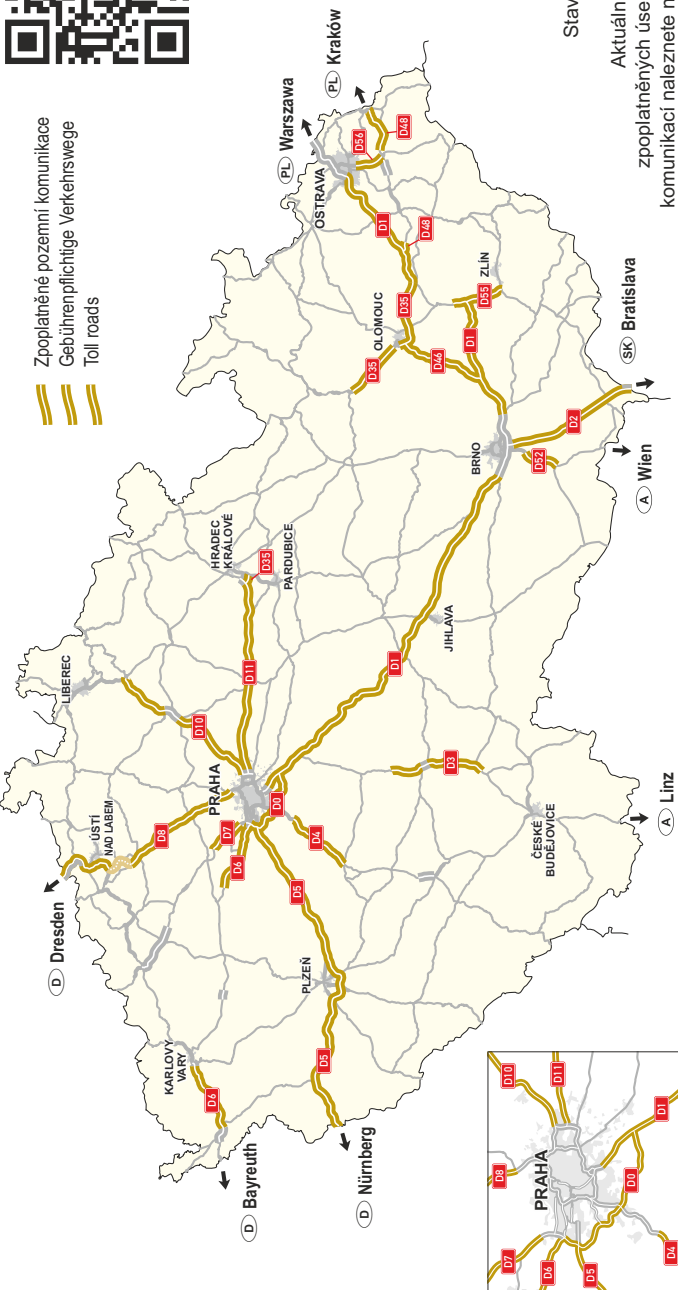 Zpoplatněné pozemní komunikace
Gebührenpflichtige Verkehrswege
Toll roads
Stav
Aktuáln
zpoplatněných úse
komunikací naleznete n
D Dresden
D Bayreuth
D Nürnberg
PL Warszawa
PL Kraków
SK Bratislava
A Wien
A Linz
LIBEREC
ÚSTÍ
NAD LABEM
KARLOVY
VARY
PLZEŇ
PRAHA
HRADEC
KRÁLOVÉ
PARDUBICE
JIHLAVA
ČESKÉ
BUDĚJOVICE
BRNO
OLOMOUC
OSTRAVA
ZLÍN
D8
D10
D11
D35
D7
D6
D0
D4
D5
D5
D6
D3
D1
D52
D2
D1
D46
D35
D35
D55
D48
D1
D56
D48
PRAHA
D7
D8
D10
D11
D6
D5
D4
D0
D1